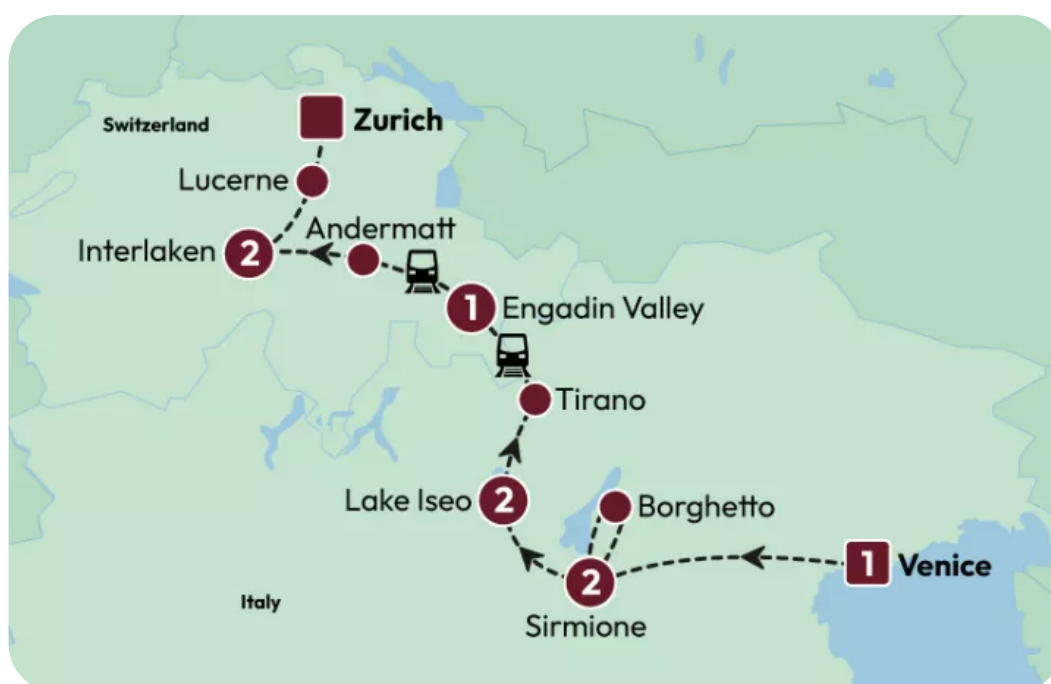 Switzerland
Zurich
Lucerne
Andermatt
Interlaken
2
1
Engadin Valley
Tirano
Lake Iseo
2
Borghetto
1
Venice
2
Sirmione
Italy